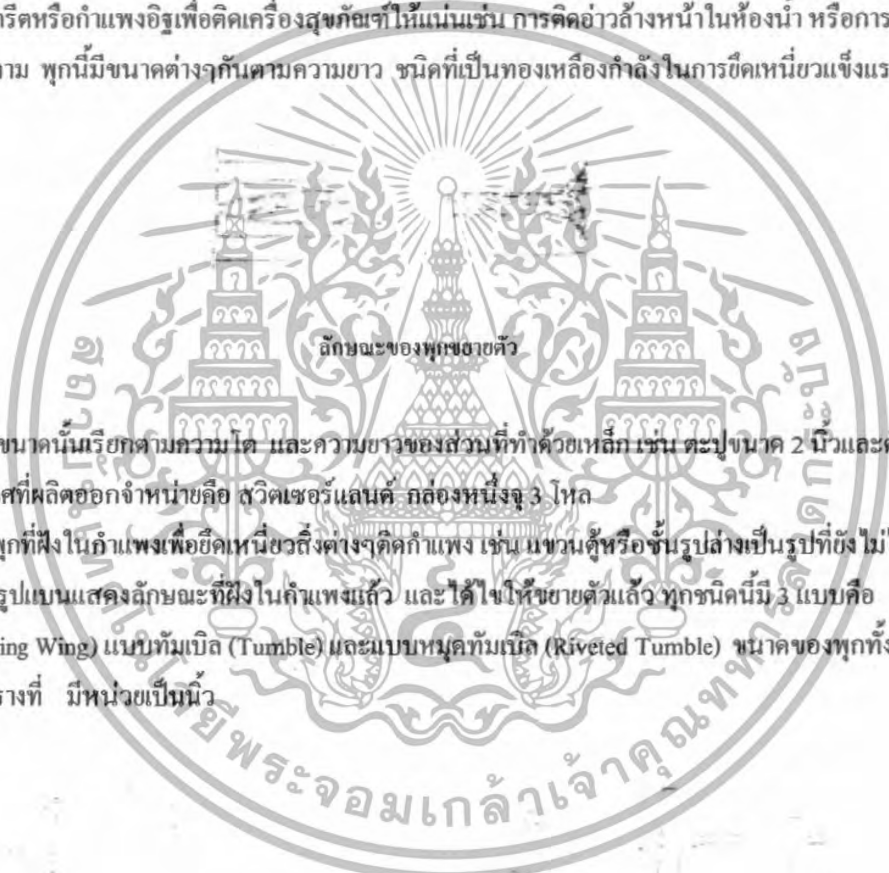 รีตหรือกำแพงอิฐเพื่อติดเครื่องสุขภัณฑ์ให้แน่นเช่น การติดอ่าวล้างหน้าในห้องน้ำ หรือการ
าม พุกนี้มีขนาดต่างๆกันตามความยาว ชนิดที่เป็นทองเหลืองกำลังในการยึดเหนี่ยวแข็งแร
ลักษณะของพุกขยายตัว
ขนาดนั้นเรียกตามความโต และความยาวของส่วนที่ทำด้วยเหล็ก เช่น ตะปูขนาด 2 นิ้วและ
ศที่ผลิตออกจำหน่ายคือ สวิตเซอร์แลนด์ กล่องหนึ่งจุ 3 โหล
ุกที่ฝังในกำแพงเพื่อยึดเหนี่ยวสิ่งต่างๆติดกำแพง เช่น แขวนตู้หรือชั้นรูปล่างเป็นรูปที่ยังไม่
รูปแบนแสดงลักษณะที่ฝังในกำแพงแล้ว และได้ไขให้ขยายตัวแล้ว ทุกชนิดนี้มี 3 แบบคือ
ing Wing) แบบทัมเบิล (Tumble) และแบบหมุดทัมเบิล (Riveted Tumble) ขนาดของพุกทั้ง
รางที่ มีหน่วยเป็นนิ้ว
สถาบันเทคโนโลยีพระจอมเกล้าเจ้าคุณทหารลาดกระบัง